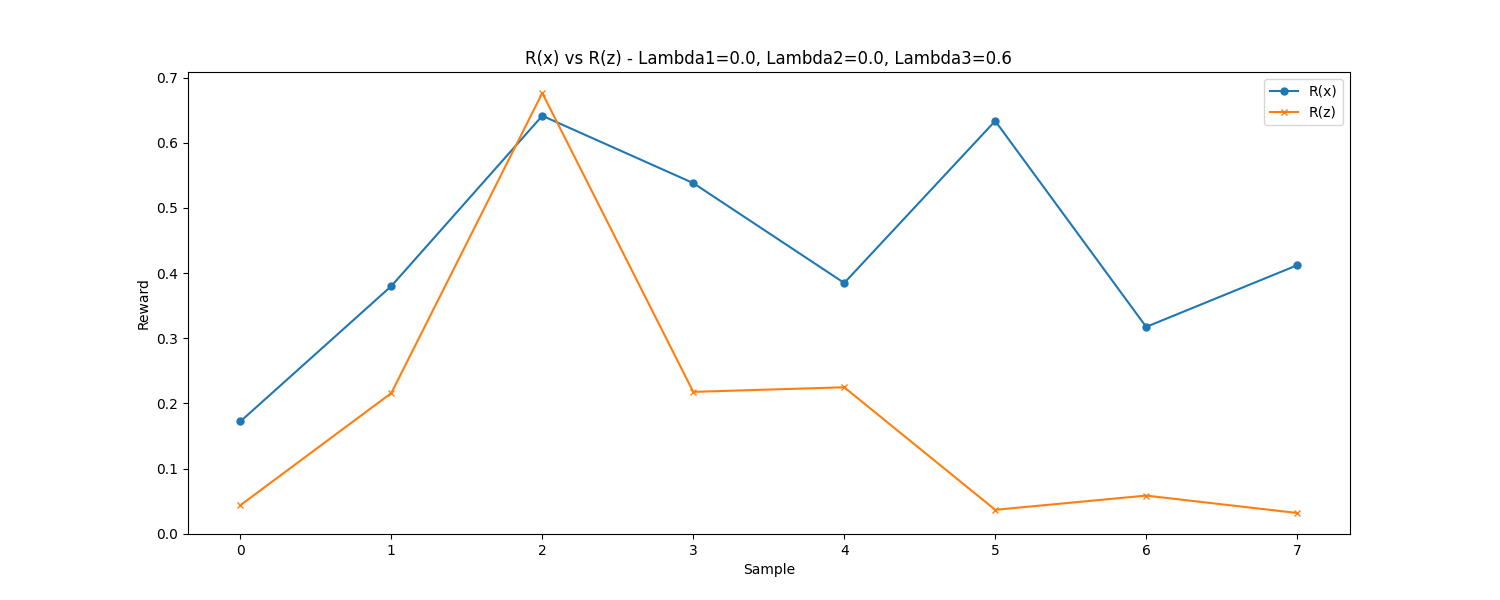 R(x) vs R(z) - Lambda1=0.0, Lambda2=0.0, Lambda3=0.6
R(x)
R(z)
Reward
0.7
0.6
0.5
0.4
0.3
0.2
0.1
0.0
0 1 2 3 4 5 6 7
Sample